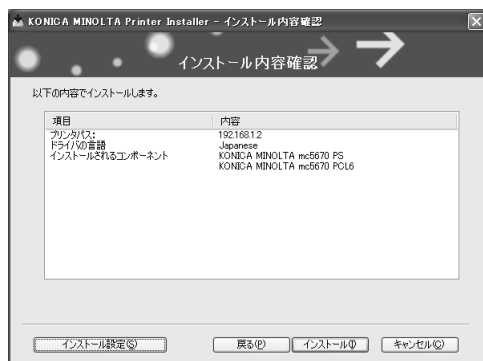 KONICA MINOLTA Printer Installer - インストール内容確認
インストール内容確認
以下の内容でインストールします。
項目 内容
プリンタパス: 192.168.1.2
ドライバの言語 Japanese
インストールされるコンポーネント KONICA MINOLTA mc5670 PS
KONICA MINOLTA mc5670 PCL6
インストール設定(S) 戻る(P) インストール(I) キャンセル(C)